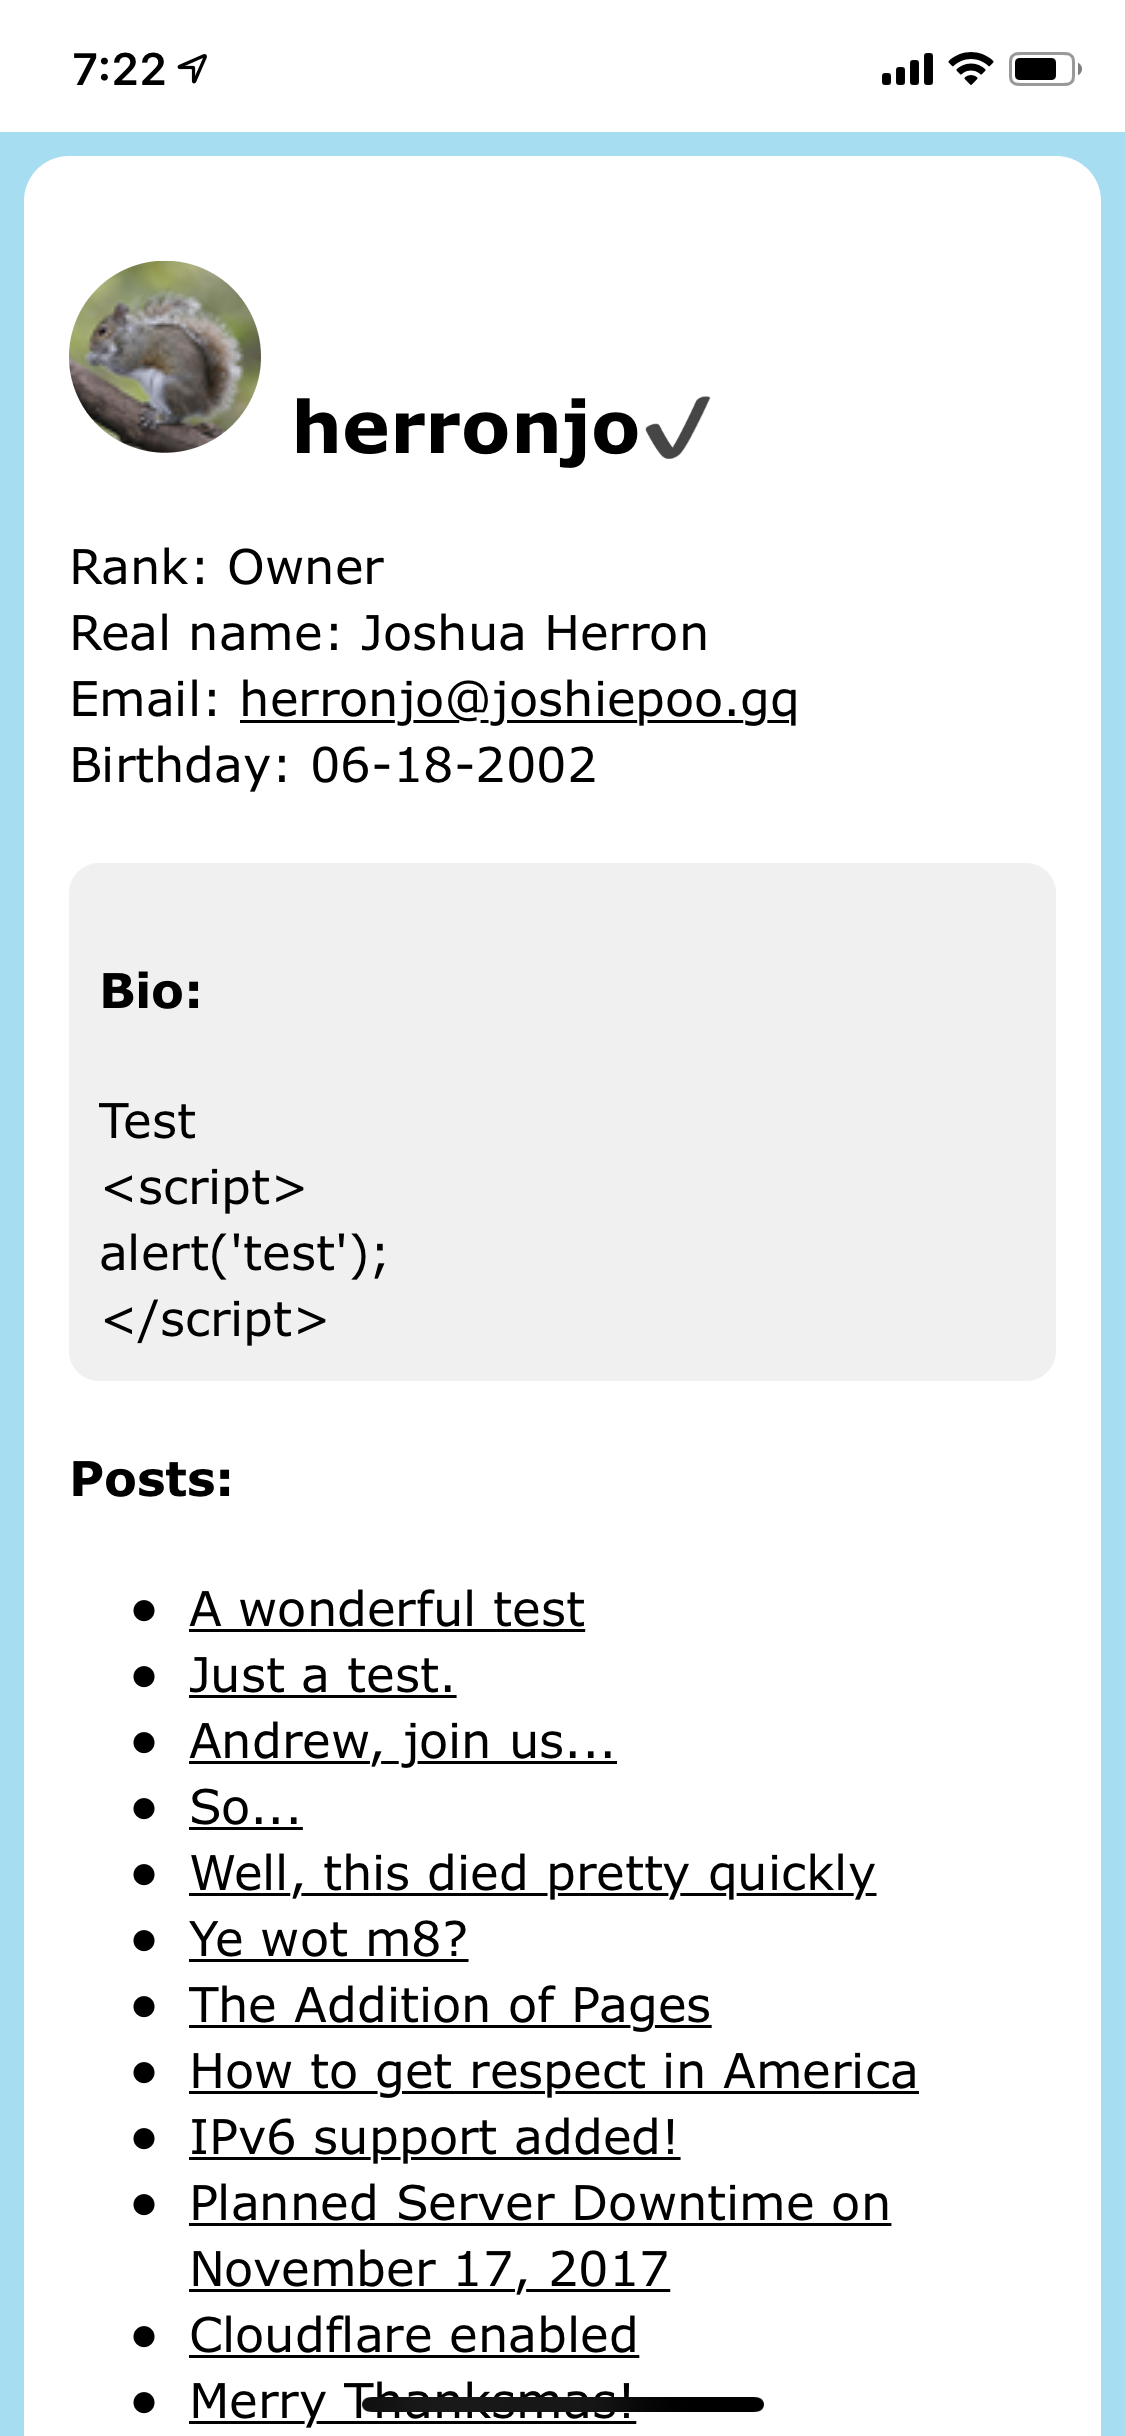 7:22
herronjo✔
Rank: Owner
Real name: Joshua Herron
Email: herronjo@joshiepoo.gq
Birthday: 06-18-2002
Bio:
Test
<script>
alert('test');
</script>
Posts:
A wonderful test
Just a test.
Andrew, join us...
So...
Well, this died pretty quickly
Ye wot m8?
The Addition of Pages
How to get respect in America
IPv6 support added!
Planned Server Downtime on
November 17, 2017
Cloudflare enabled
Merry Thanksmas!